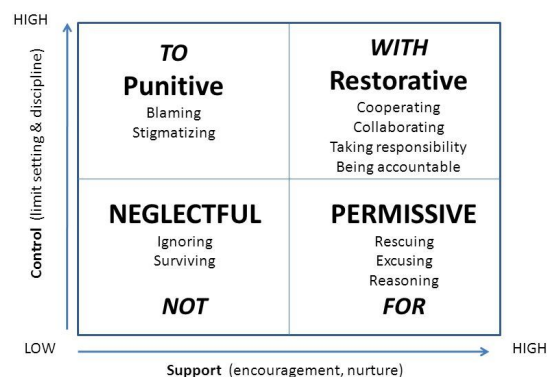 HIGH
Control (limit setting & discipline)
TO
Punitive
Blaming
Stigmatizing
WITH
Restorative
Cooperating
Collaborating
Taking responsibility
Being accountable
NEGLECTFUL
Ignoring
Surviving
NOT
PERMISSIVE
Rescuing
Excusing
Reasoning
FOR
LOW
HIGH
Support (encouragement, nurture)